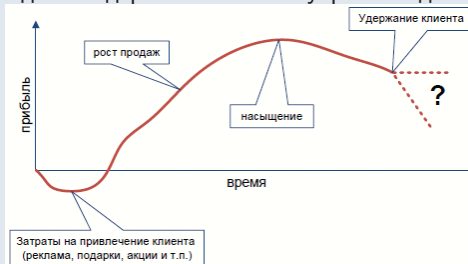 Удержание клиента
рост продаж
прибыль
?
насыщение
время
Затраты на привлечение клиента
(реклама, подарки, акции и т.п.)